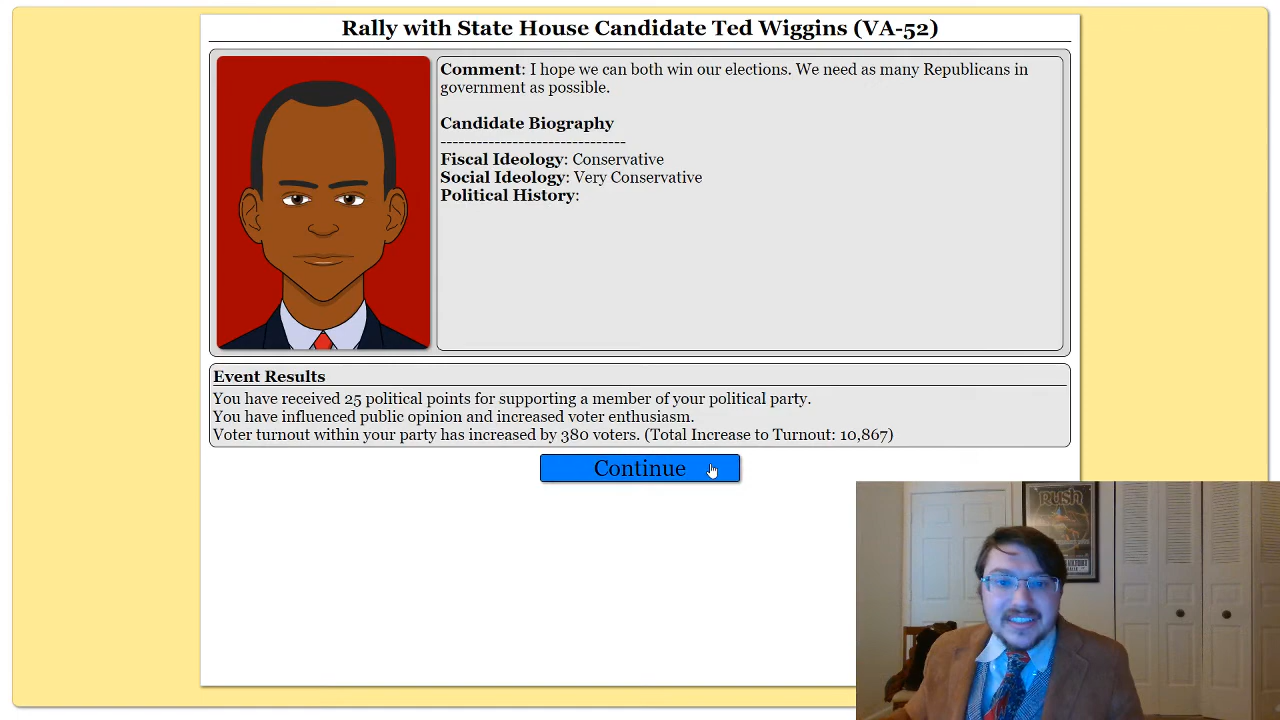 Rally with State House Candidate Ted Wiggins (VA-52)
Comment: I hope we can both win our elections. We need as many Republicans in
government as possible.
Candidate Biography
-------------------------------
Fiscal Ideology: Conservative
Social Ideology: Very Conservative
Political History:
Event Results
You have received 25 political points for supporting a member of your political party.
You have influenced public opinion and increased voter enthusiasm.
Voter turnout within your party has increased by 380 voters. (Total Increase to Turnout: 10,867)
Continue
RUSH